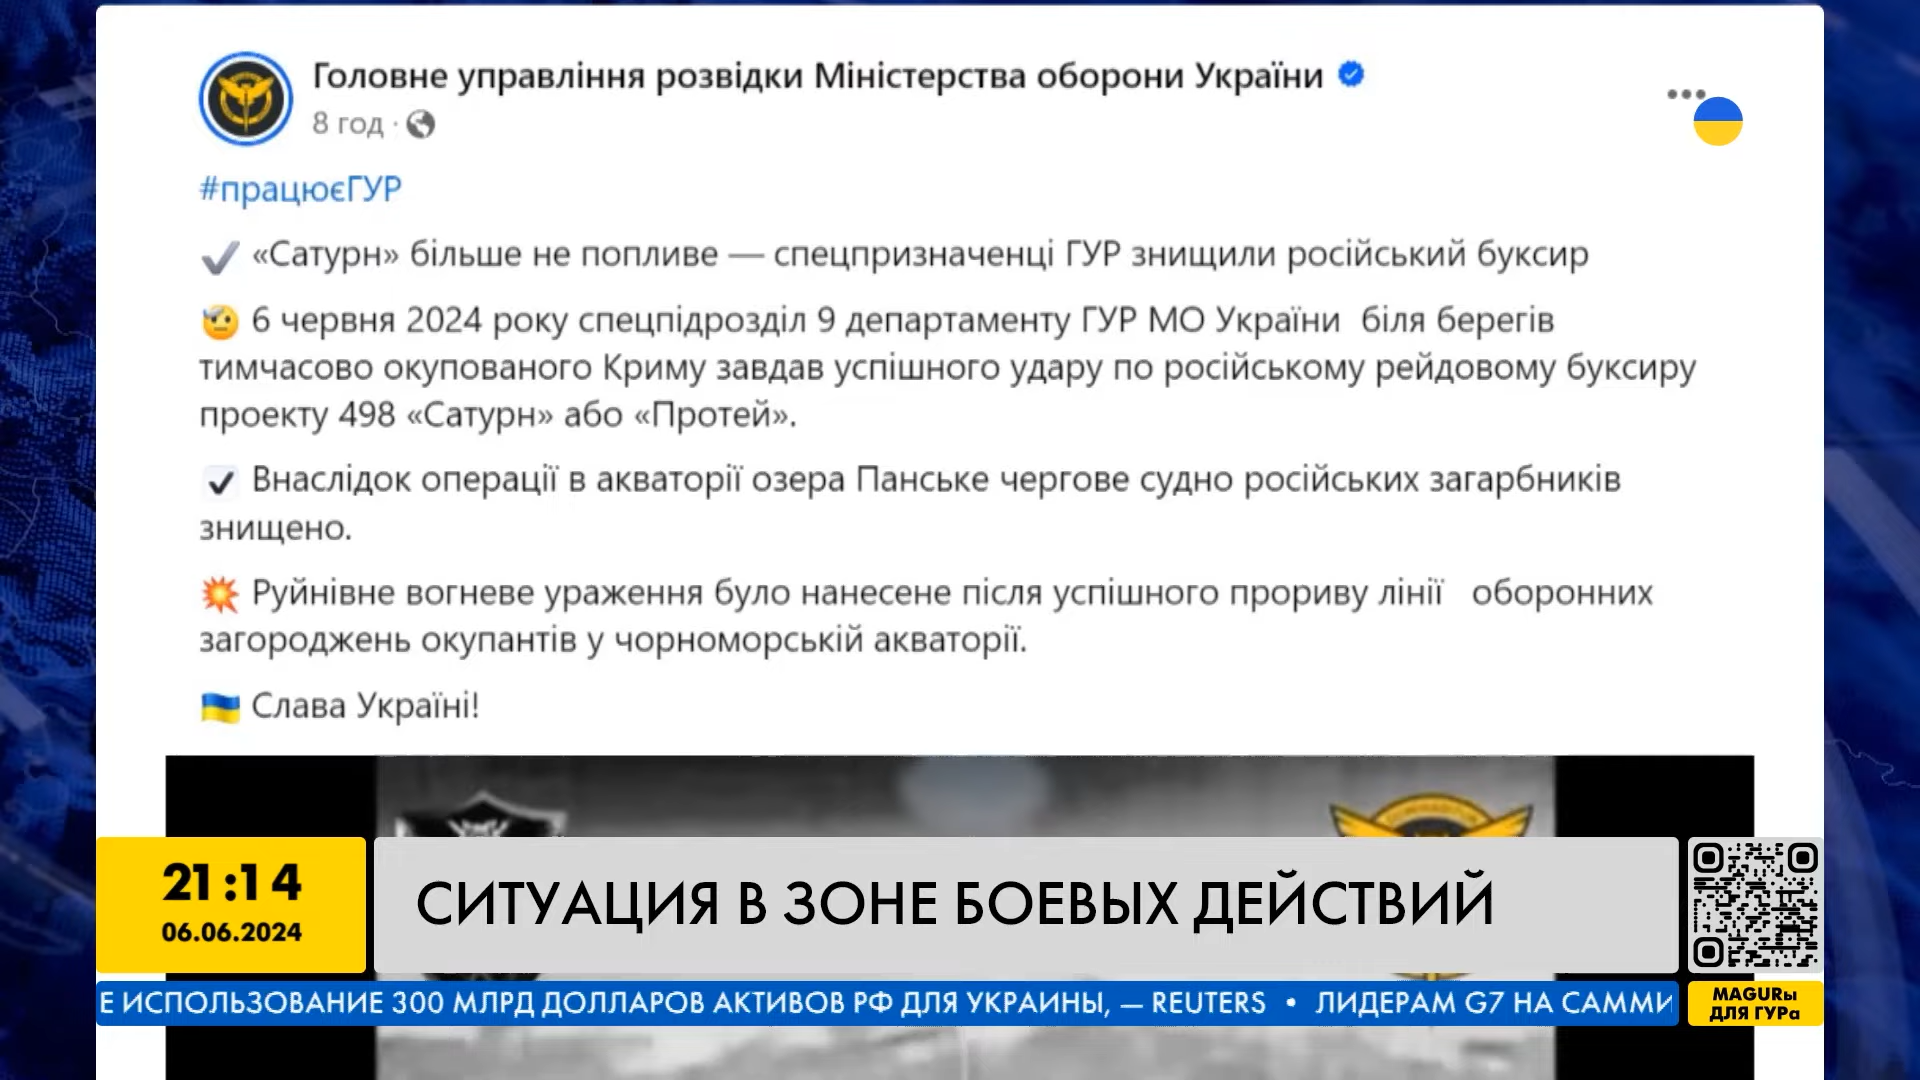 Головне управління розвідки Міністерства оборони України
8 год ·
#працюєГУР
«Сатурн» більше не попливе — спецпризначенці ГУР знищили російський буксир
6 червня 2024 року спецпідрозділ 9 департаменту ГУР МО України біля берегів
тимчасово окупованого Криму завдав успішного удару по російському рейдовому буксиру
проекту 498 «Сатурн» або «Протей».
Внаслідок операції в акваторії озера Панське чергове судно російських загарбників
знищено.
Руйнівне вогневе ураження було нанесене після успішного прориву лінії оборонних
загороджень окупантів у чорноморській акваторії.
Слава Україні!
21:14
06.06.2024
СИТУАЦИЯ В ЗОНЕ БОЕВЫХ ДЕЙСТВИЙ
Е ИСПОЛЬЗОВАНИЕ 300 МЛРД ДОЛЛАРОВ АКТИВОВ РФ ДЛЯ УКРАИНЫ, — REUTERS • ЛИДЕРАМ G7 НА САММИ
MAGURы
ДЛЯ ГУРа